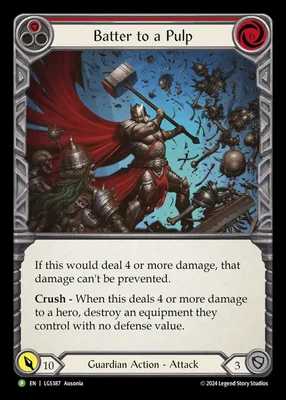 Batter to a Pulp
If this would deal 4 or more damage, that
damage can't be prevented.
Crush - When this deals 4 or more damage
to a hero, destroy an equipment they
control with no defense value.
10
Guardian Action - Attack
3
P EN | LGS387 Ausonia
©2024 Legend Story Studios